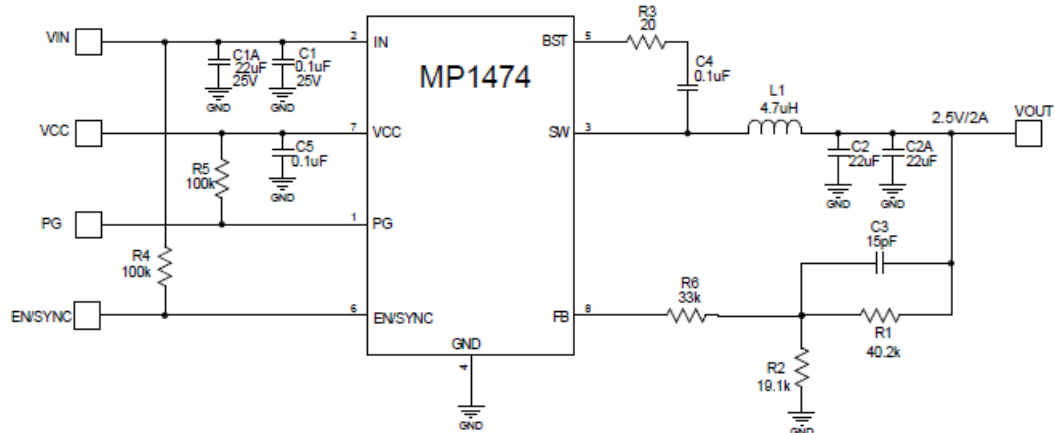 VIN
2
IN
C1A
22uF
25V
GND
C1
0.1uF
25V
GND
MP1474
BST
5
R3
20
C4
0.1uF
VCC
7
VCC
C5
0.1uF
GND
R5
100k
SW
3
L1
4.7uH
2.5V/2A
VOUT
C2
22uF
GND
C2A
22uF
GND
PG
1
PG
R4
100k
EN/SYNC
6
EN/SYNC
GND
4
GND
FB
8
R6
33k
C3
15pF
R1
40.2k
R2
19.1k
GND